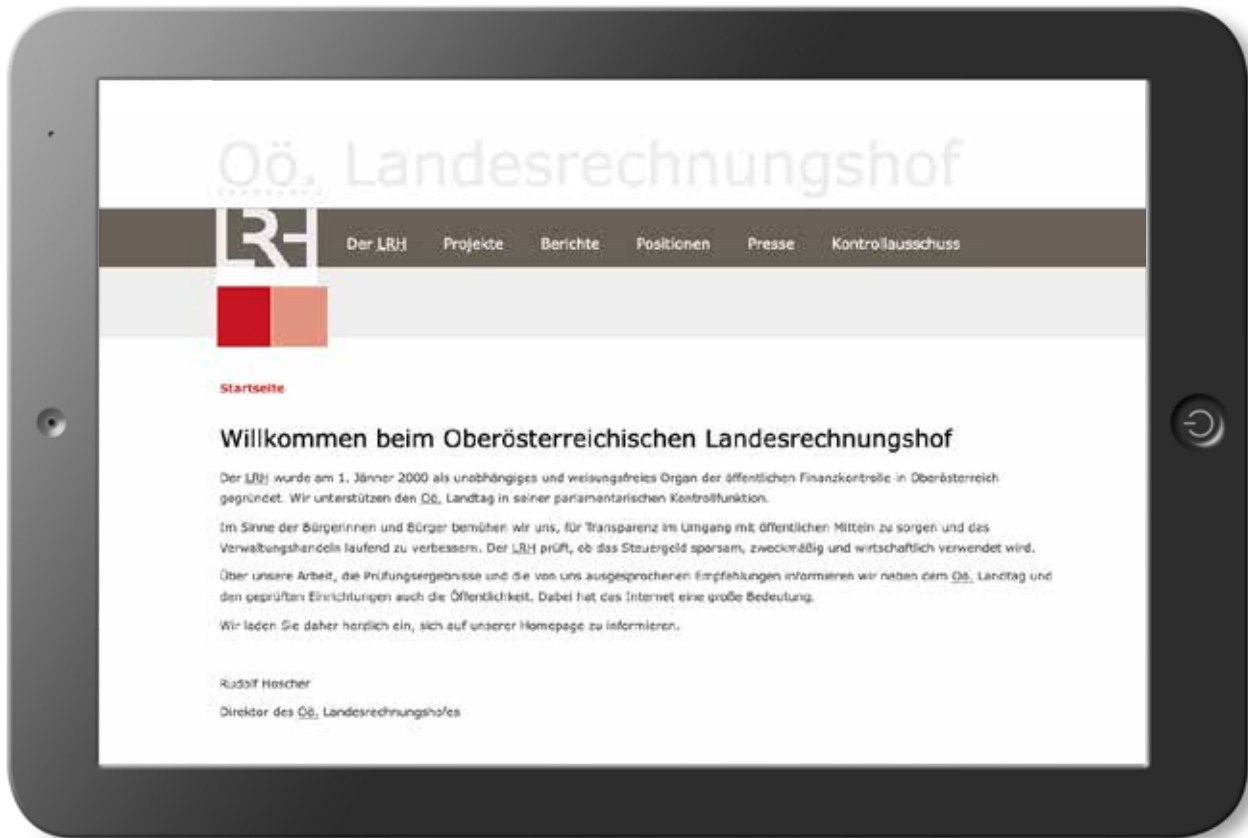 Oö. Landesrechnungshof
LRH
Der LRH Projekte Berichte Positionen Presse Kontrollausschuss
Startseite
Willkommen beim Oberösterreichischen Landesrechnungshof
Der LRH wurde am 1. Jänner 2000 als unabhängiges und weisungsfreies Organ der öffentlichen Finanzkontrolle in Oberösterreich
gegründet. Wir unterstützen den Oö. Landtag in seiner parlamentarischen Kontrollfunktion.
Im Sinne der Bürgerinnen und Bürger bemühen wir uns, für Transparenz im Umgang mit öffentlichen Mitteln zu sorgen und das
Verwaltungshandeln laufend zu verbessern. Der LRH prüft, ob das Steuergeld sparsam, zweckmäßig und wirtschaftlich verwendet wird.
Über unsere Arbeit, die Prüfungsergebnisse und die von uns ausgesprochenen Empfehlungen informieren wir neben dem Oö. Landtag und
den geprüften Einrichtungen auch die Öffentlichkeit. Dabei hat das Internet eine große Bedeutung.
Wir laden Sie daher herzlich ein, sich auf unserer Homepage zu informieren.
Rudolf Hoscher
Direktor des Oö. Landesrechnungshofes